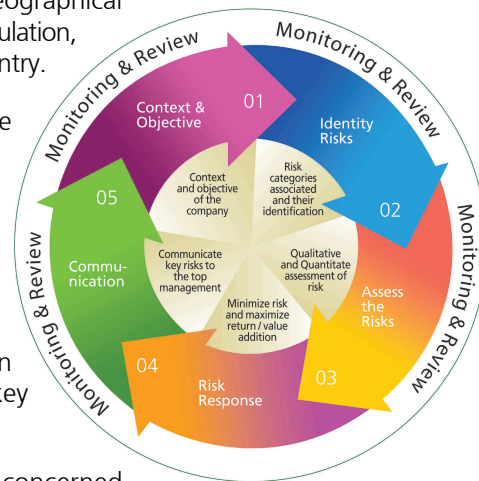 eographical
ulation,
ntry.
e
n
key
concerned
Monitoring & Review
Monitoring & Review
Monitoring & Review
Monitoring & Review
01
Context &
Objective
Context
and objective
of the
company
Identity
Risks
02
Risk
categories
associated
and their
identification
Assess
the
Risks
03
Qualitative
and Quantitate
assessment of
risk
04
Risk
Response
Minimize risk
and maximize
return / value
addition
05
Commu-
nication
Communicate
key risks to
the top
management